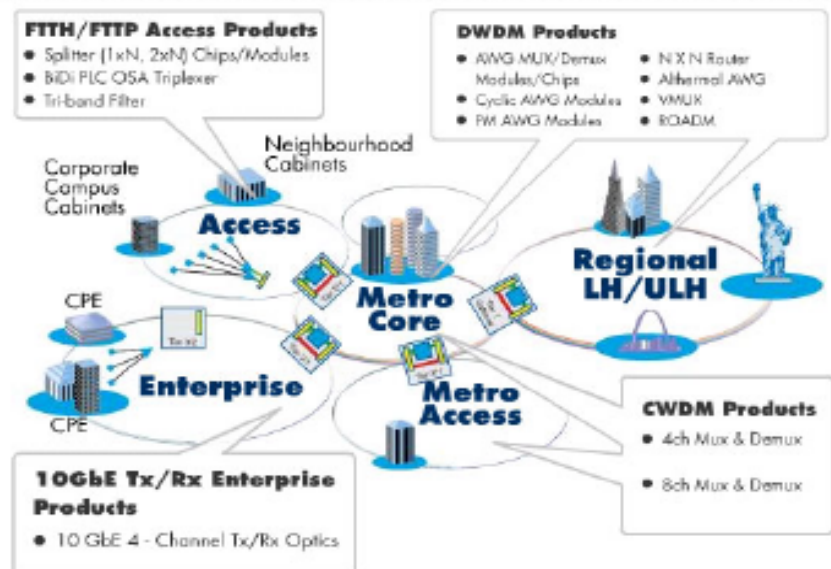 FTTH/FTTP Access Products
● Splitter (1xN, 2xN) Chips/Modules
● BiDi PLC OSA Triplexer
● Tri-band Filter
DWDM Products
● AWG MUX/Demux
Modules/Chips
● Cyclic AWG Modules
● PM AWG Modules
● N X N Router
● Athermal AWG
● VMUX
● ROADM
Neighbourhood
Cabinets
Corporate
Campus
Cabinets
Access
Metro
Core
Regional
LH/ULH
CPE
Enterprise
CPE
Metro
Access
CWDM Products
● 4ch Mux & Demux
● 8ch Mux & Demux
10GbE Tx/Rx Enterprise
Products
● 10 GbE 4 - Channel Tx/Rx Optics